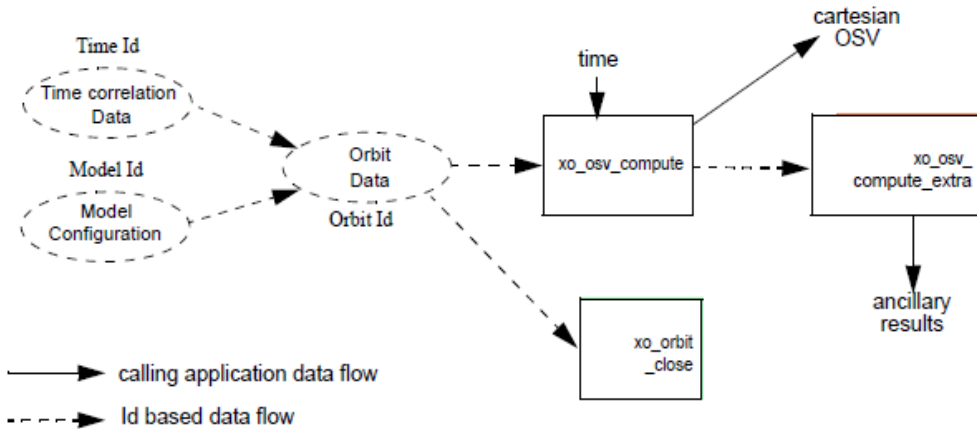 cartesian
OSV
Time Id
time
Time correlation
Data
Orbit
Data
xo_osv_compute
xo_osv_
compute_extra
Model Id
Model
Configuration
Orbit Id
ancillary
results
xo_orbit
_close
calling application data flow
Id based data flow